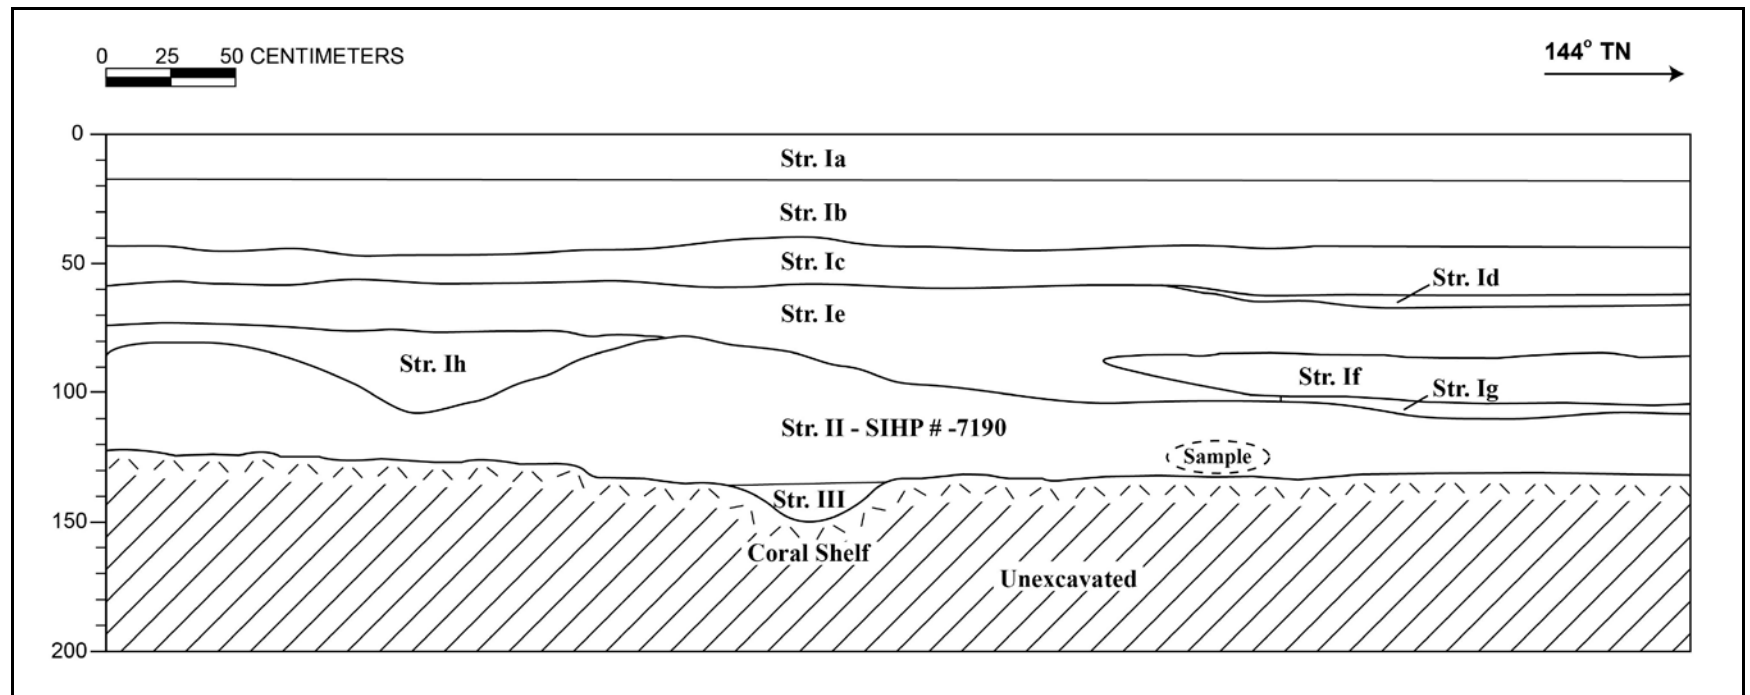 0 25 50 CENTIMETERS
144° TN
0
50
100
150
200
Str. Ia
Str. Ib
Str. Ic
Str. Id
Str. Ie
Str. Ih
Str. If
Str. Ig
Str. II - SIHP # -7190
Sample
Str. III
Coral Shelf
Unexcavated